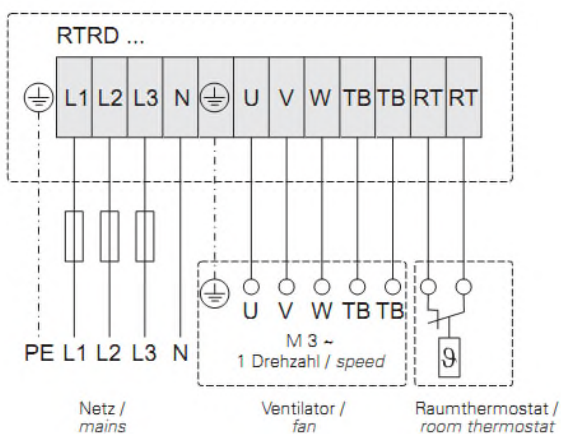 RTRD ...
L1 L2 L3 N U V W TB TB RT RT
U V W TB TB
M 3 ~
1 Drehzahl / speed
ϑ
PE L1 L2 L3 N
Netz /
mains
Ventilator /
fan
Raumthermostat /
room thermostat